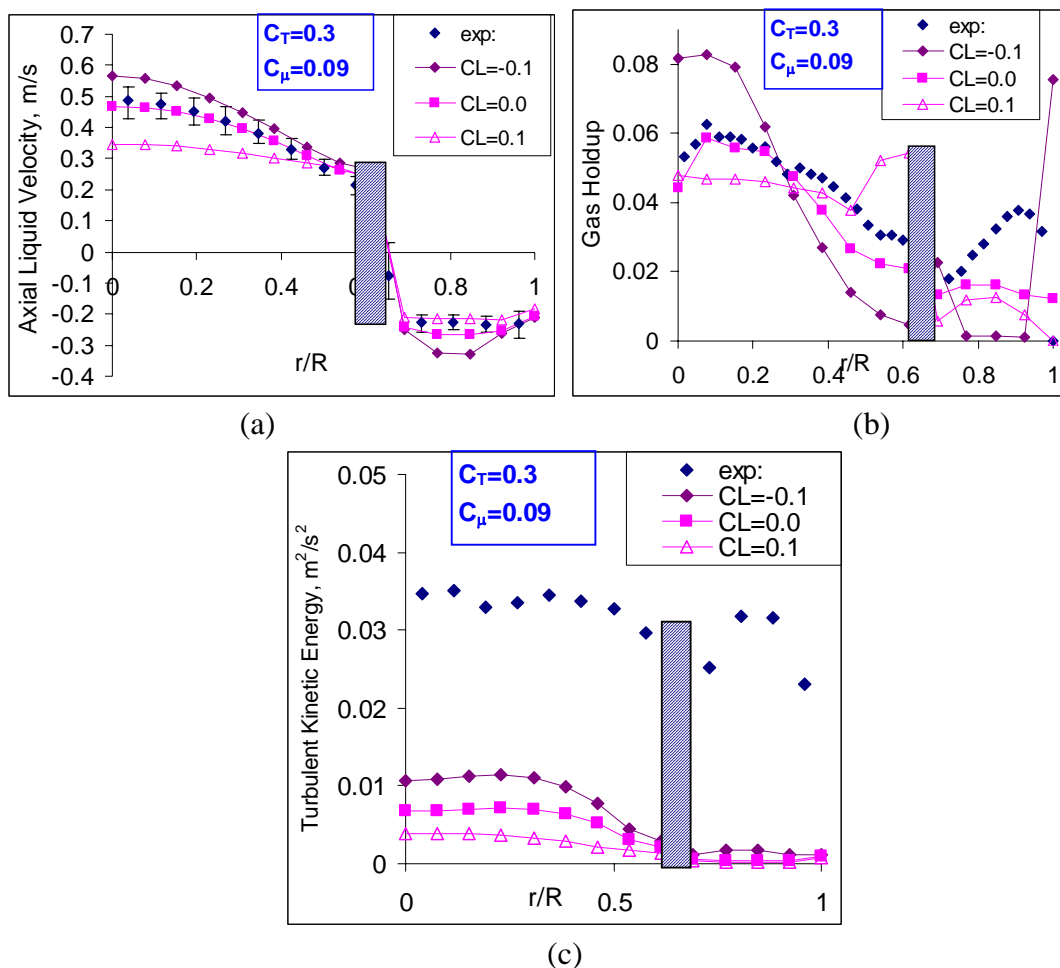 Axial Liquid Velocity, m/s
0.7
0.6
0.5
0.4
0.3
0.2
0.1
0
-0.1
-0.2
-0.3
-0.4
0 0.2 0.4 0.8 1
r/R
C_T=0.3
C_μ=0.09
exp:
CL=-0.1
CL=0.0
CL=0.1
(a)
Gas Holdup
0.08
0.06
0.04
0.02
0
0 0.2 0.4 0.6 0.8 1
r/R
C_T=0.3
C_μ=0.09
exp:
CL=-0.1
CL=0.0
CL=0.1
(b)
Turbulent Kinetic Energy, m²/s²
0.05
0.04
0.03
0.02
0.01
0
0 0.5 1
r/R
C_T=0.3
C_μ=0.09
exp:
CL=-0.1
CL=0.0
CL=0.1
(c)